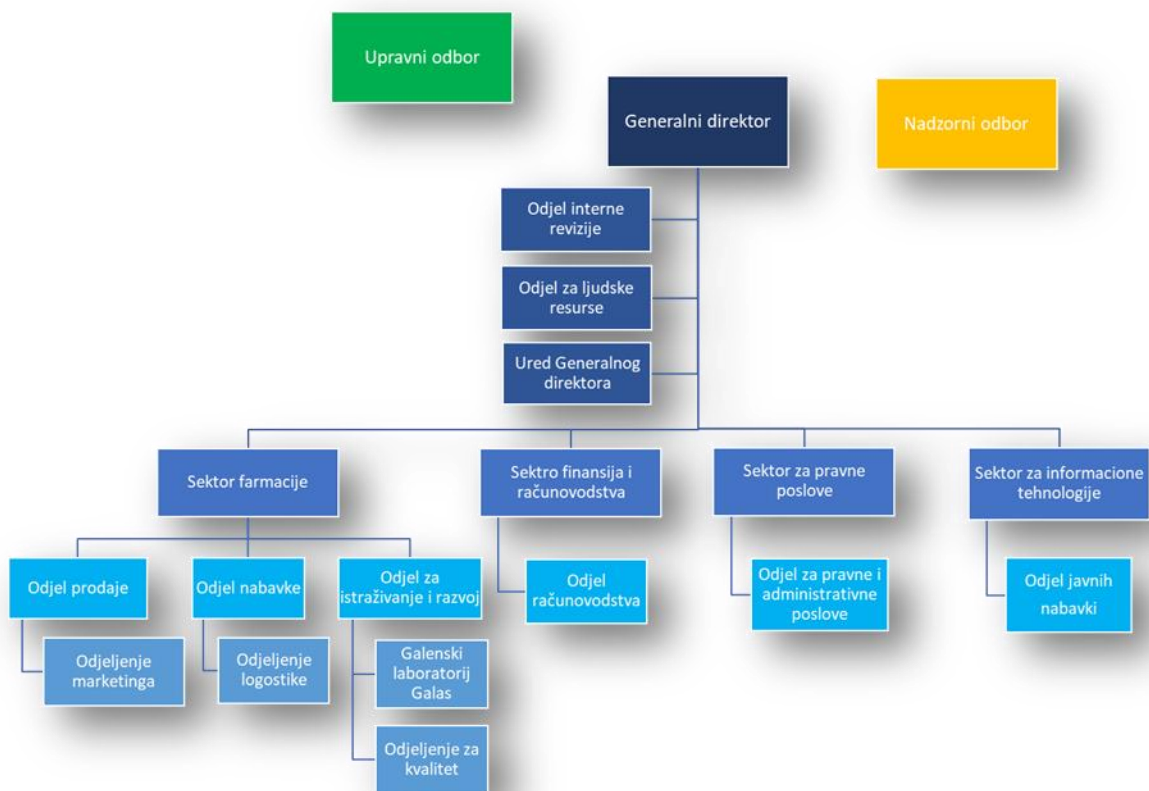 Upravni odbor
Generalni direktor
Nadzorni odbor
Odjel interne
revizije
Odjel za ljudske
resurse
Ured Generalnog
direktora
Sektor farmacije
Sektro finansija i
računovodstva
Sektor za pravne
poslove
Sektor za informacione
tehnologije
Odjel prodaje
Odjel nabavke
Odjel za
istraživanje i razvoj
Odjel
računovodstva
Odjel za pravne i
administrativne
poslove
Odjel javnih
nabavki
Odjeljenje
marketinga
Odjeljenje
logostike
Galenski
laboratorij
Galas
Odjeljenje za
kvalitet